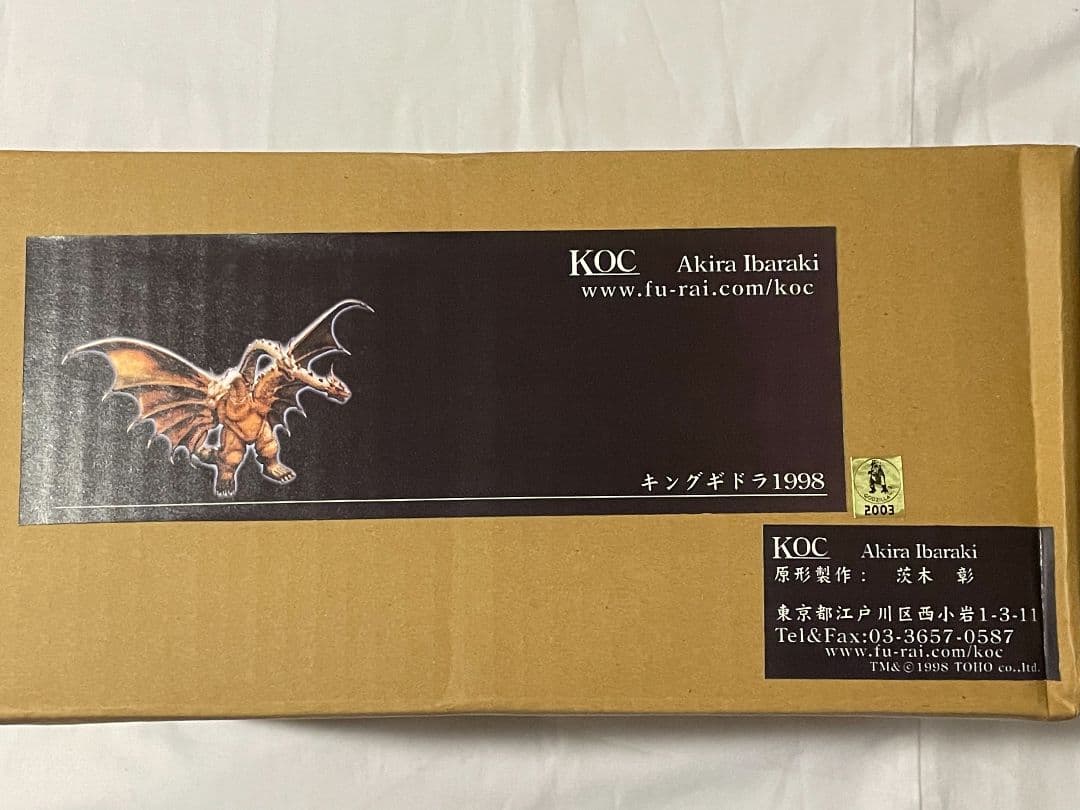 KOC Akira Ibaraki
www.fu-rai.com/koc
キングギドラ1998
GODZILLA
2003
KOC Akira Ibaraki
原形製作： 茨木 彰
東京都江戸川区西小岩1-3-11
Tel&Fax:03-3657-0587
www.fu-rai.com/koc
TM&©1998 TOHO co.,ltd.